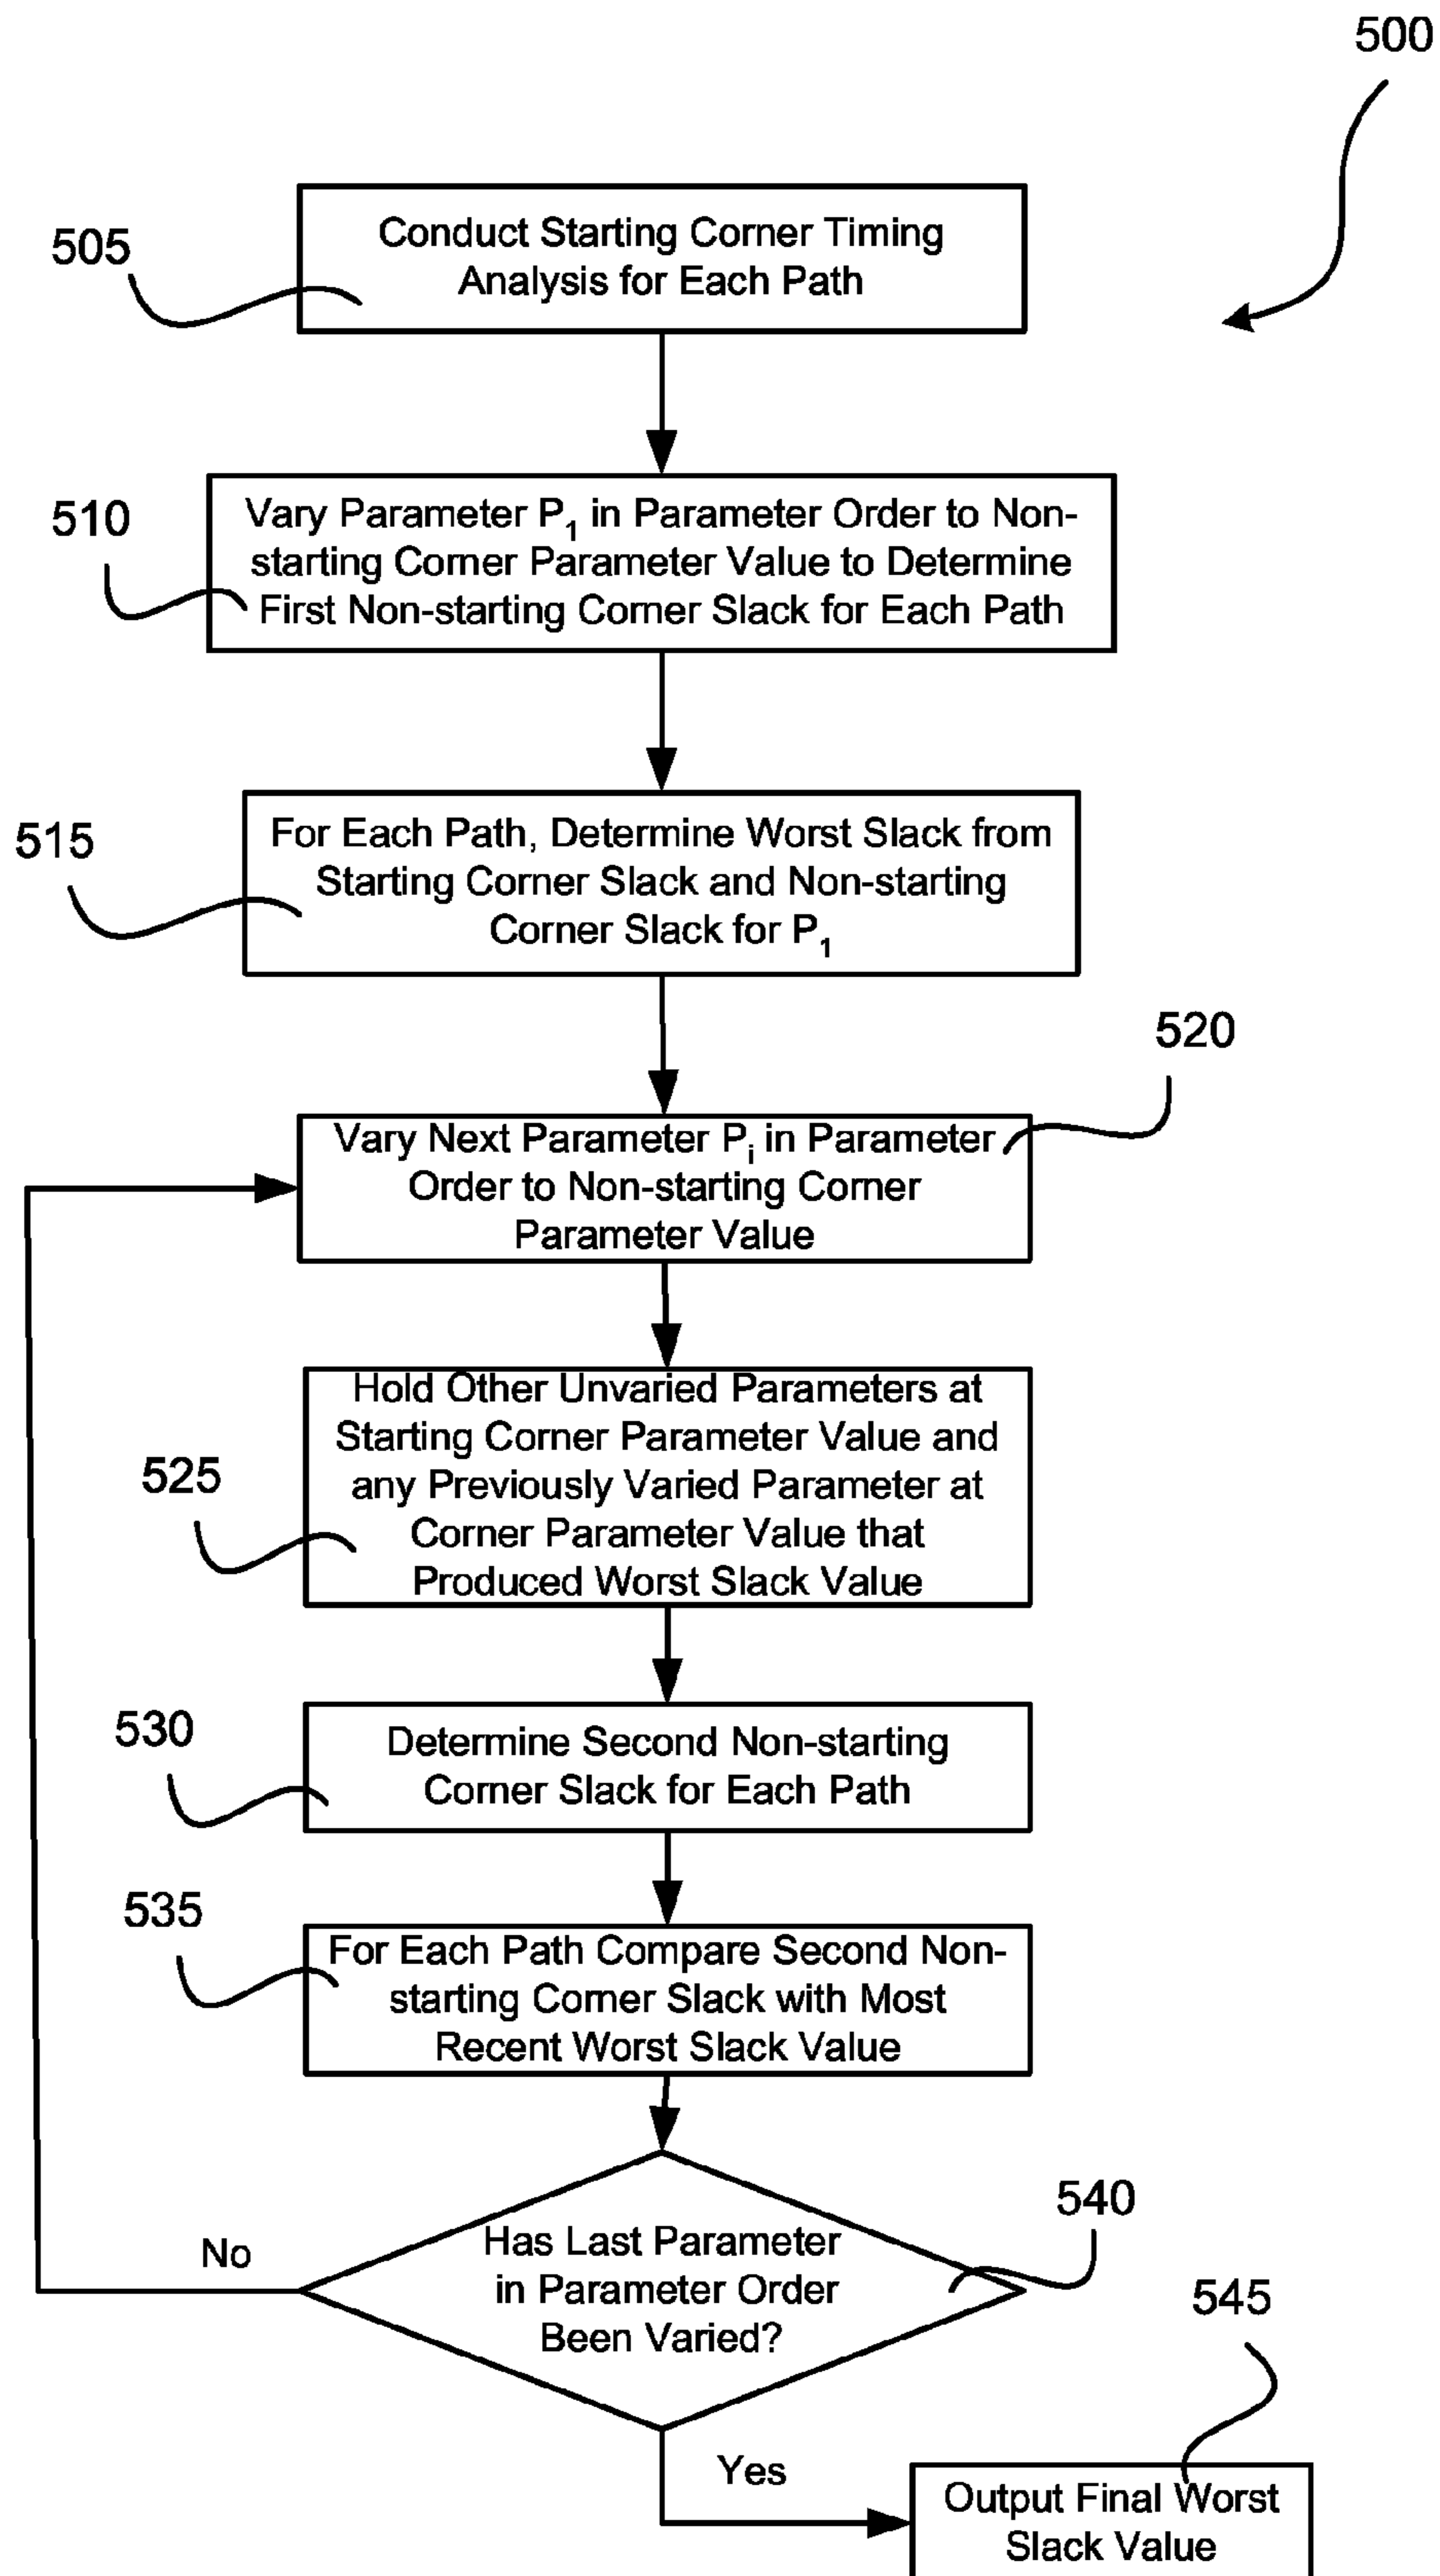 500
505
Conduct Starting Corner Timing
Analysis for Each Path
510
Vary Parameter P1 in Parameter Order to Non-
starting Corner Parameter Value to Determine
First Non-starting Corner Slack for Each Path
515
For Each Path, Determine Worst Slack from
Starting Corner Slack and Non-starting
Corner Slack for P1
520
Vary Next Parameter Pi in Parameter
Order to Non-starting Corner
Parameter Value
525
Hold Other Unvaried Parameters at
Starting Corner Parameter Value and
any Previously Varied Parameter at
Corner Parameter Value that
Produced Worst Slack Value
530
Determine Second Non-starting
Corner Slack for Each Path
535
For Each Path Compare Second Non-
starting Corner Slack with Most
Recent Worst Slack Value
540
No
Has Last Parameter
in Parameter Order
Been Varied?
545
Yes
Output Final Worst
Slack Value